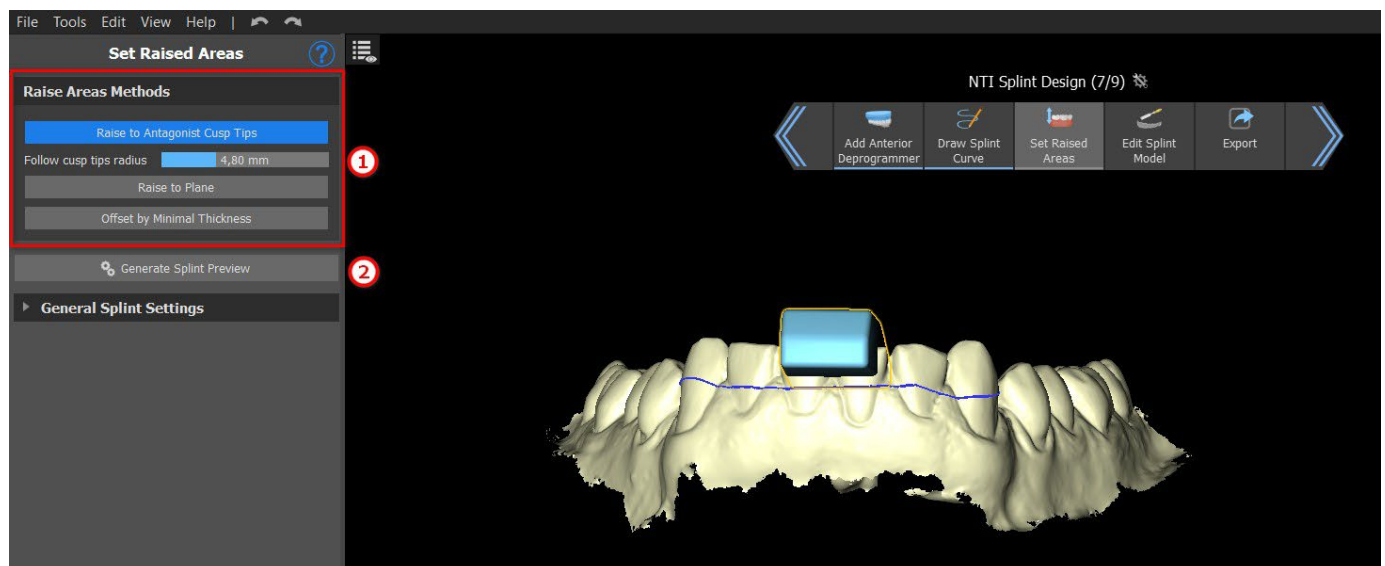 File Tools Edit View Help |
Set Raised Areas ?
Raise Areas Methods
Raise to Antagonist Cusp Tips
Follow cusp tips radius 4,80 mm
1
Raise to Plane
Offset by Minimal Thickness
Generate Splint Preview
2
General Splint Settings
NTI Splint Design (7/9)
Add Anterior
Deprogrammer
Draw Splint
Curve
Set Raised
Areas
Edit Splint
Model
Export